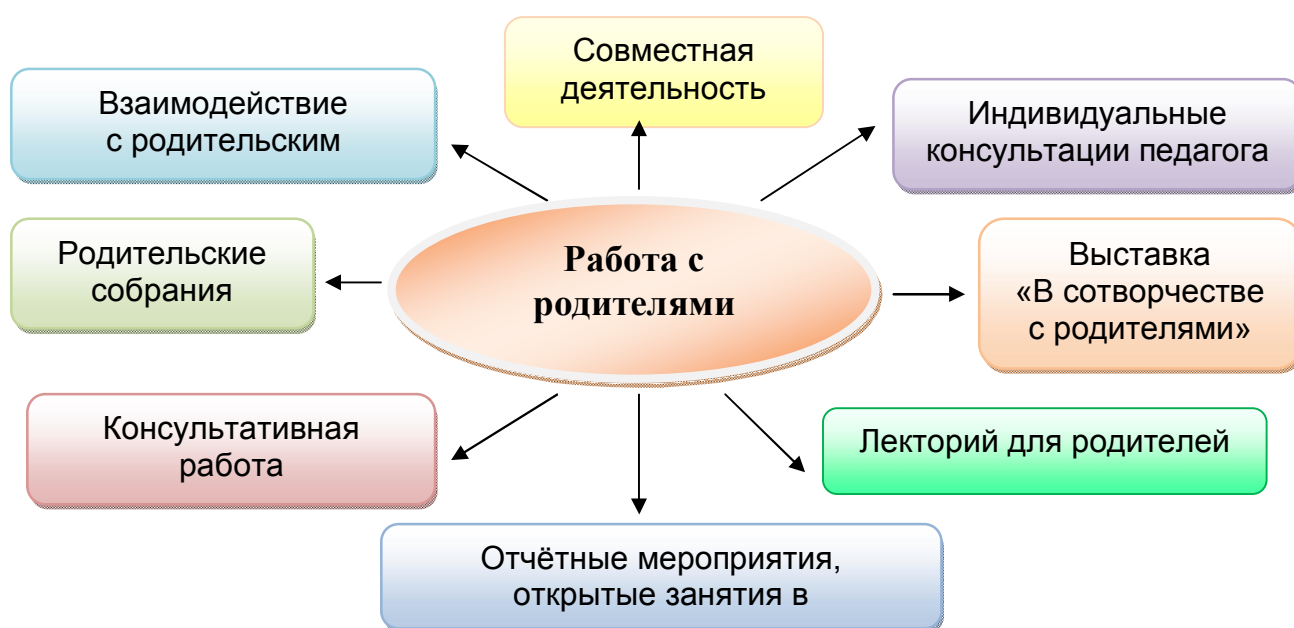 Совместная
деятельность
Взаимодействие
с родительским
Индивидуальные
консультации педагога
Родительские
собрания
Работа с
родителями
Выставка
«В сотворчестве
с родителями»
Консультативная
работа
Лекторий для родителей
Отчётные мероприятия,
открытые занятия в